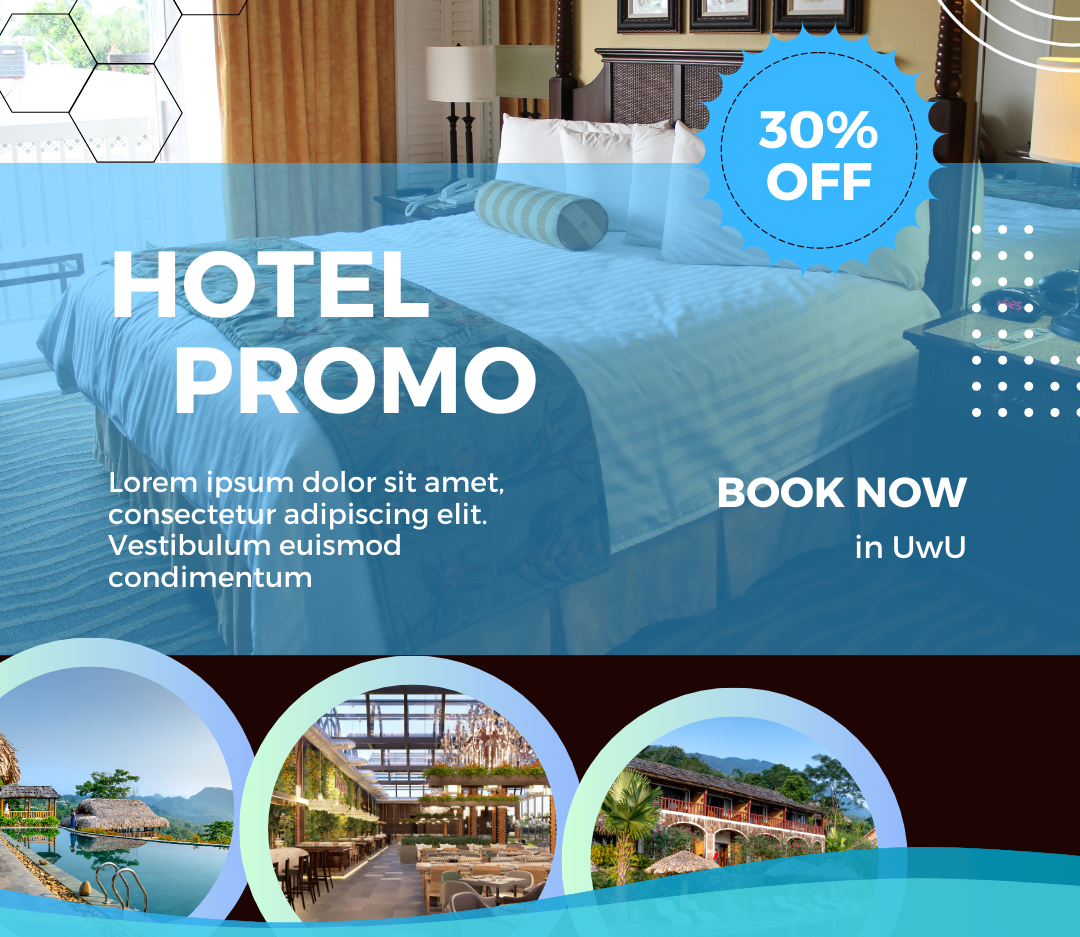 30%
OFF
HOTEL
PROMO
Lorem ipsum dolor sit amet,
consectetur adipiscing elit.
Vestibulum euismod
condimentum
BOOK NOW
in UwU